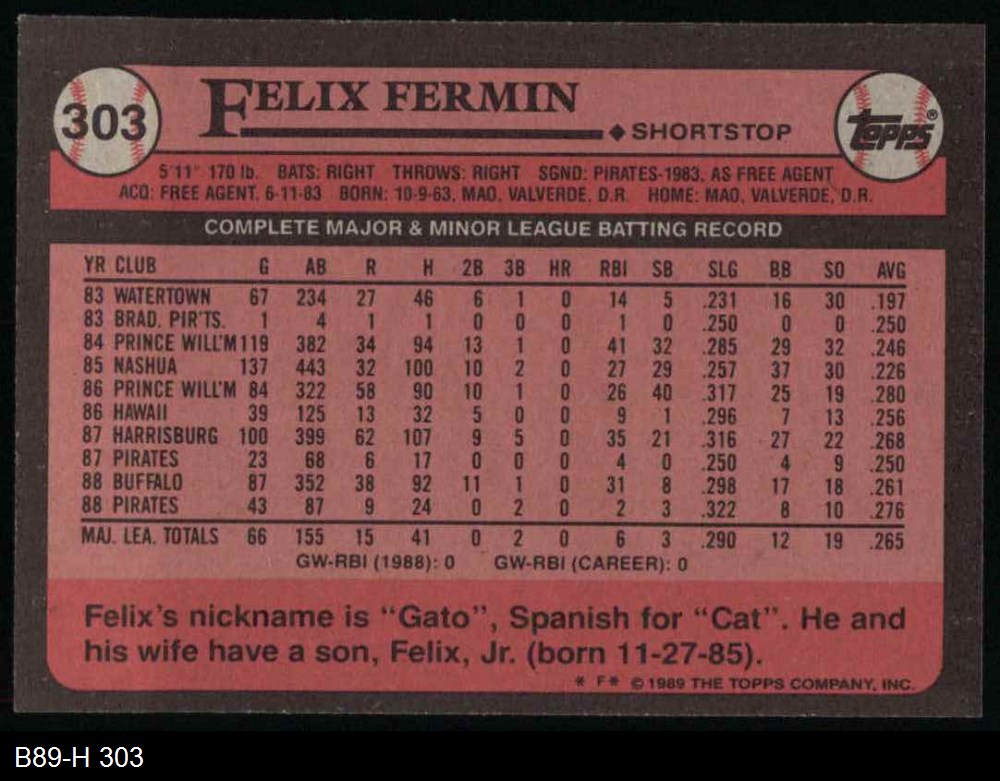 303
FELIX FERMIN
◆ SHORTSTOP
Topps®
5'11" 170 lb. BATS: RIGHT THROWS: RIGHT SGND: PIRATES-1983, AS FREE AGENT
ACQ: FREE AGENT, 6-11-83 BORN: 10-9-63, MAO, VALVERDE, D.R. HOME: MAO, VALVERDE, D.R.
COMPLETE MAJOR & MINOR LEAGUE BATTING RECORD
YR CLUB G AB R H 2B 3B HR RBI SB SLG BB SO AVG
83 WATERTOWN 67 234 27 46 6 1 0 14 5 .231 16 30 .197
83 BRAD. PIR'TS. 1 4 1 1 0 0 0 1 0 .250 0 0 .250
84 PRINCE WILL'M 119 382 34 94 13 1 0 41 32 .285 29 32 .246
85 NASHUA 137 443 32 100 10 2 0 27 29 .257 37 30 .226
86 PRINCE WILL'M 84 322 58 90 10 1 0 26 40 .317 25 19 .280
86 HAWAII 39 125 13 32 5 0 0 9 1 .296 7 13 .256
87 HARRISBURG 100 399 62 107 9 5 0 35 21 .316 27 22 .268
87 PIRATES 23 68 6 17 0 0 0 4 0 .250 4 9 .250
88 BUFFALO 87 352 38 92 11 1 0 31 8 .298 17 18 .261
88 PIRATES 43 87 9 24 0 2 0 2 3 .322 8 10 .276
MAJ. LEA. TOTALS 66 155 15 41 0 2 0 6 3 .290 12 19 .265
GW-RBI (1988): 0 GW-RBI (CAREER): 0
Felix's nickname is "Gato", Spanish for "Cat". He and
his wife have a son, Felix, Jr. (born 11-27-85).
* F* © 1989 THE TOPPS COMPANY, INC.
B89-H 303